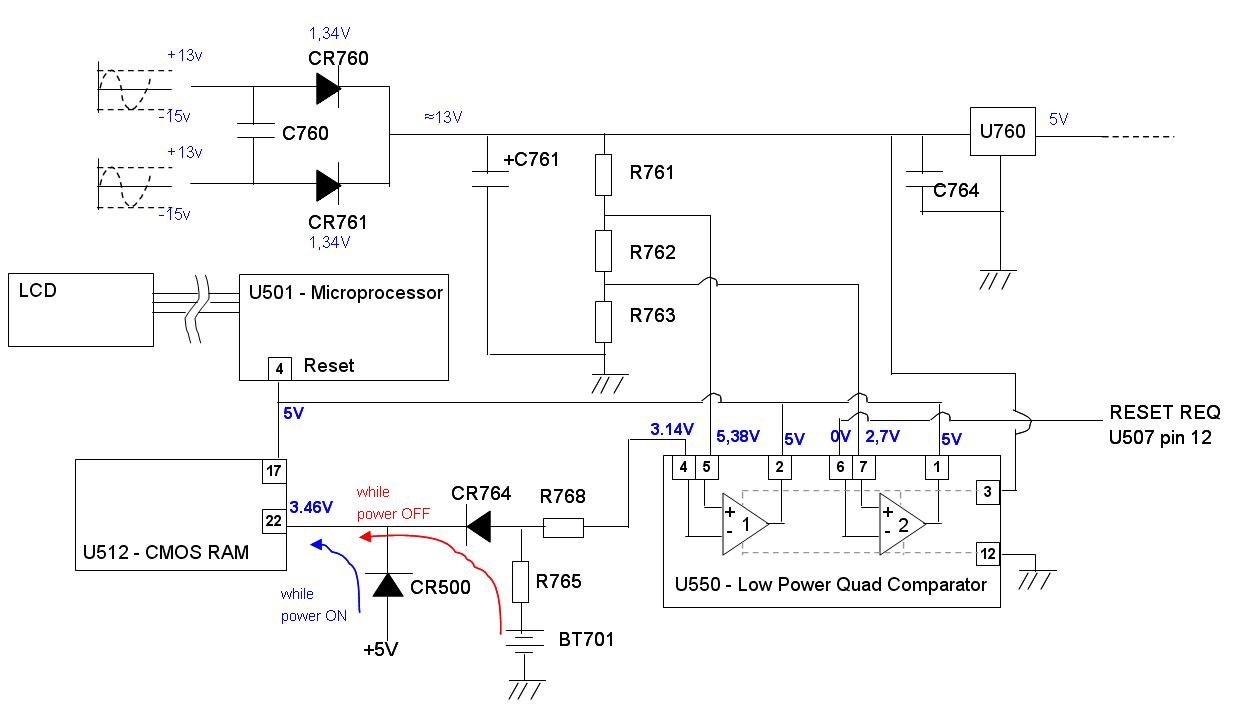 1,34V
+13v
CR760
-15v
C760
≈13V
U760
5V
+13v
+C761
R761
C764
-15v
CR761
1,34V
R762
LCD
U501 - Microprocessor
R763
4
Reset
5V
RESET REQ
U507 pin 12
3.14V
5,38V
5V
0V
2,7V
5V
17
4
5
2
6
7
1
3
while
power OFF
CR764
R768
3.46V
22
+
-
1
+
-
2
12
U512 - CMOS RAM
CR500
R765
U550 - Low Power Quad Comparator
while
power ON
+5V
BT701